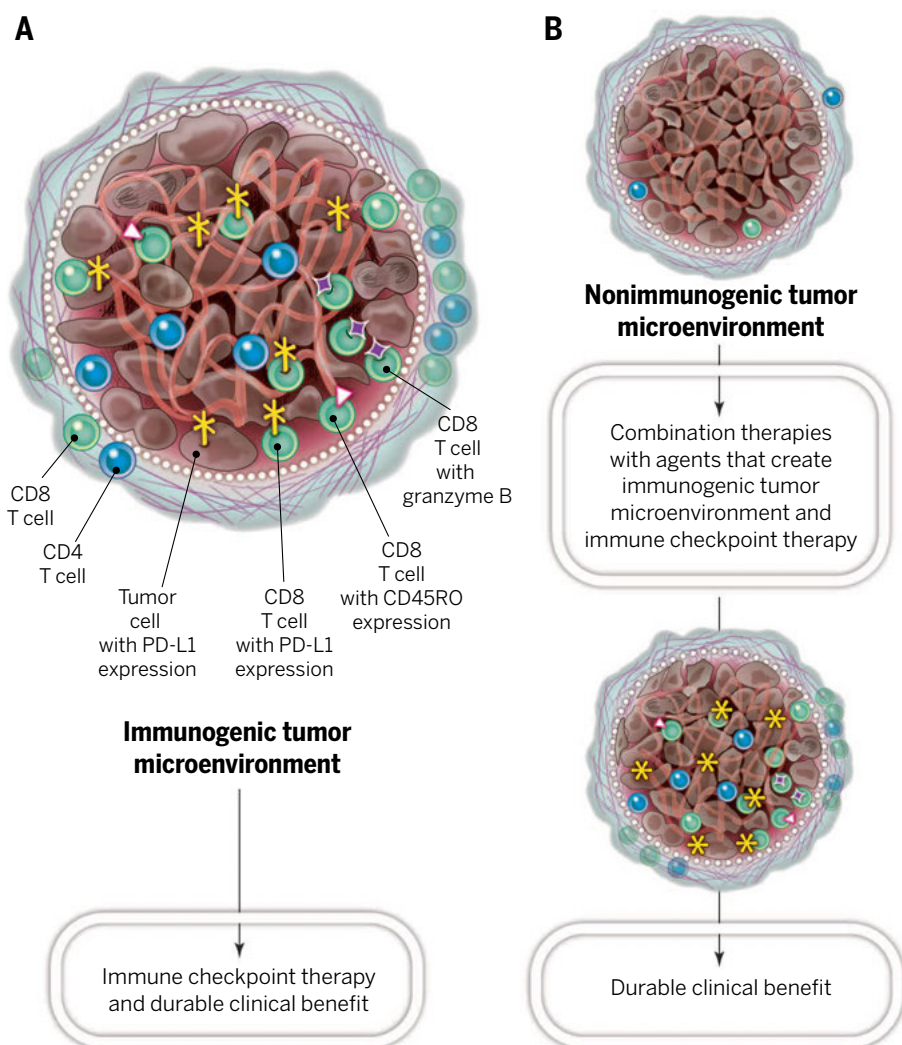 A
CD8
T cell
CD4
T cell
Tumor
cell
with PD-L1
expression
CD8
T cell
with PD-L1
expression
CD8
T cell
with CD45RO
expression
CD8
T cell
with
granzyme B
Immunogenic tumor
microenvironment
Immune checkpoint therapy
and durable clinical benefit
B
Nonimmunogenic tumor
microenvironment
Combination therapies
with agents that create
immunogenic tumor
microenvironment and
immune checkpoint therapy
Durable clinical benefit